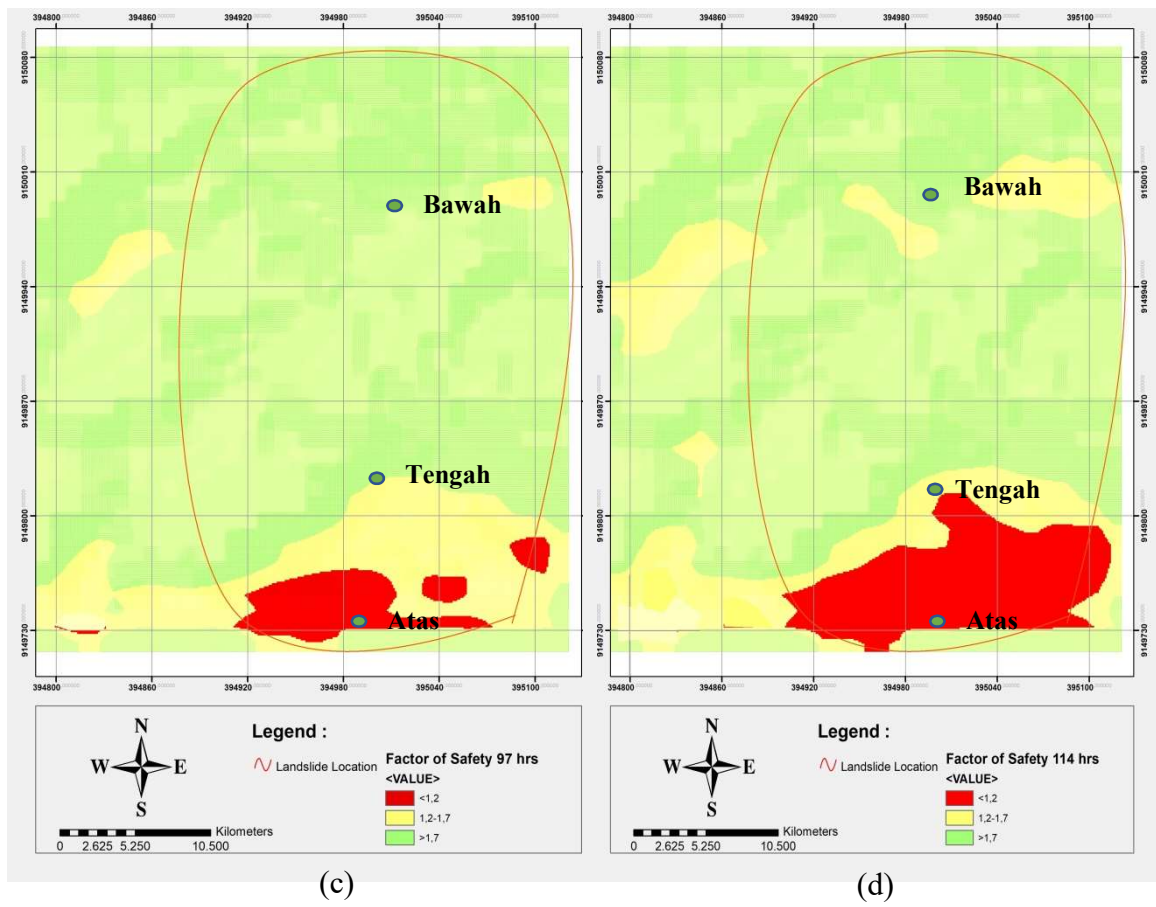 394800 394860 394920 394980 395040 395100
394800 394860 394920 394980 395040 395100
9150080
9150010
9149940
9149870
9149800
9149730
9150080
9150010
9149940
9149870
9149800
9149730
Bawah
Tengah
Atas
Bawah
Tengah
Atas
394800 394860 394920 394980 395040 395100
394800 394860 394920 394980 395040 395100
N
W E
S
Legend :
Landslide Location
Factor of Safety 97 hrs
<VALUE>
<1,2
1,2-1,7
>1,7
Kilometers
0 2.625 5.250 10.500
N
W E
S
Legend :
Landslide Location
Factor of Safety 114 hrs
<VALUE>
<1,2
1,2-1,7
>1,7
Kilometers
0 2.625 5.250 10.500
(c)
(d)